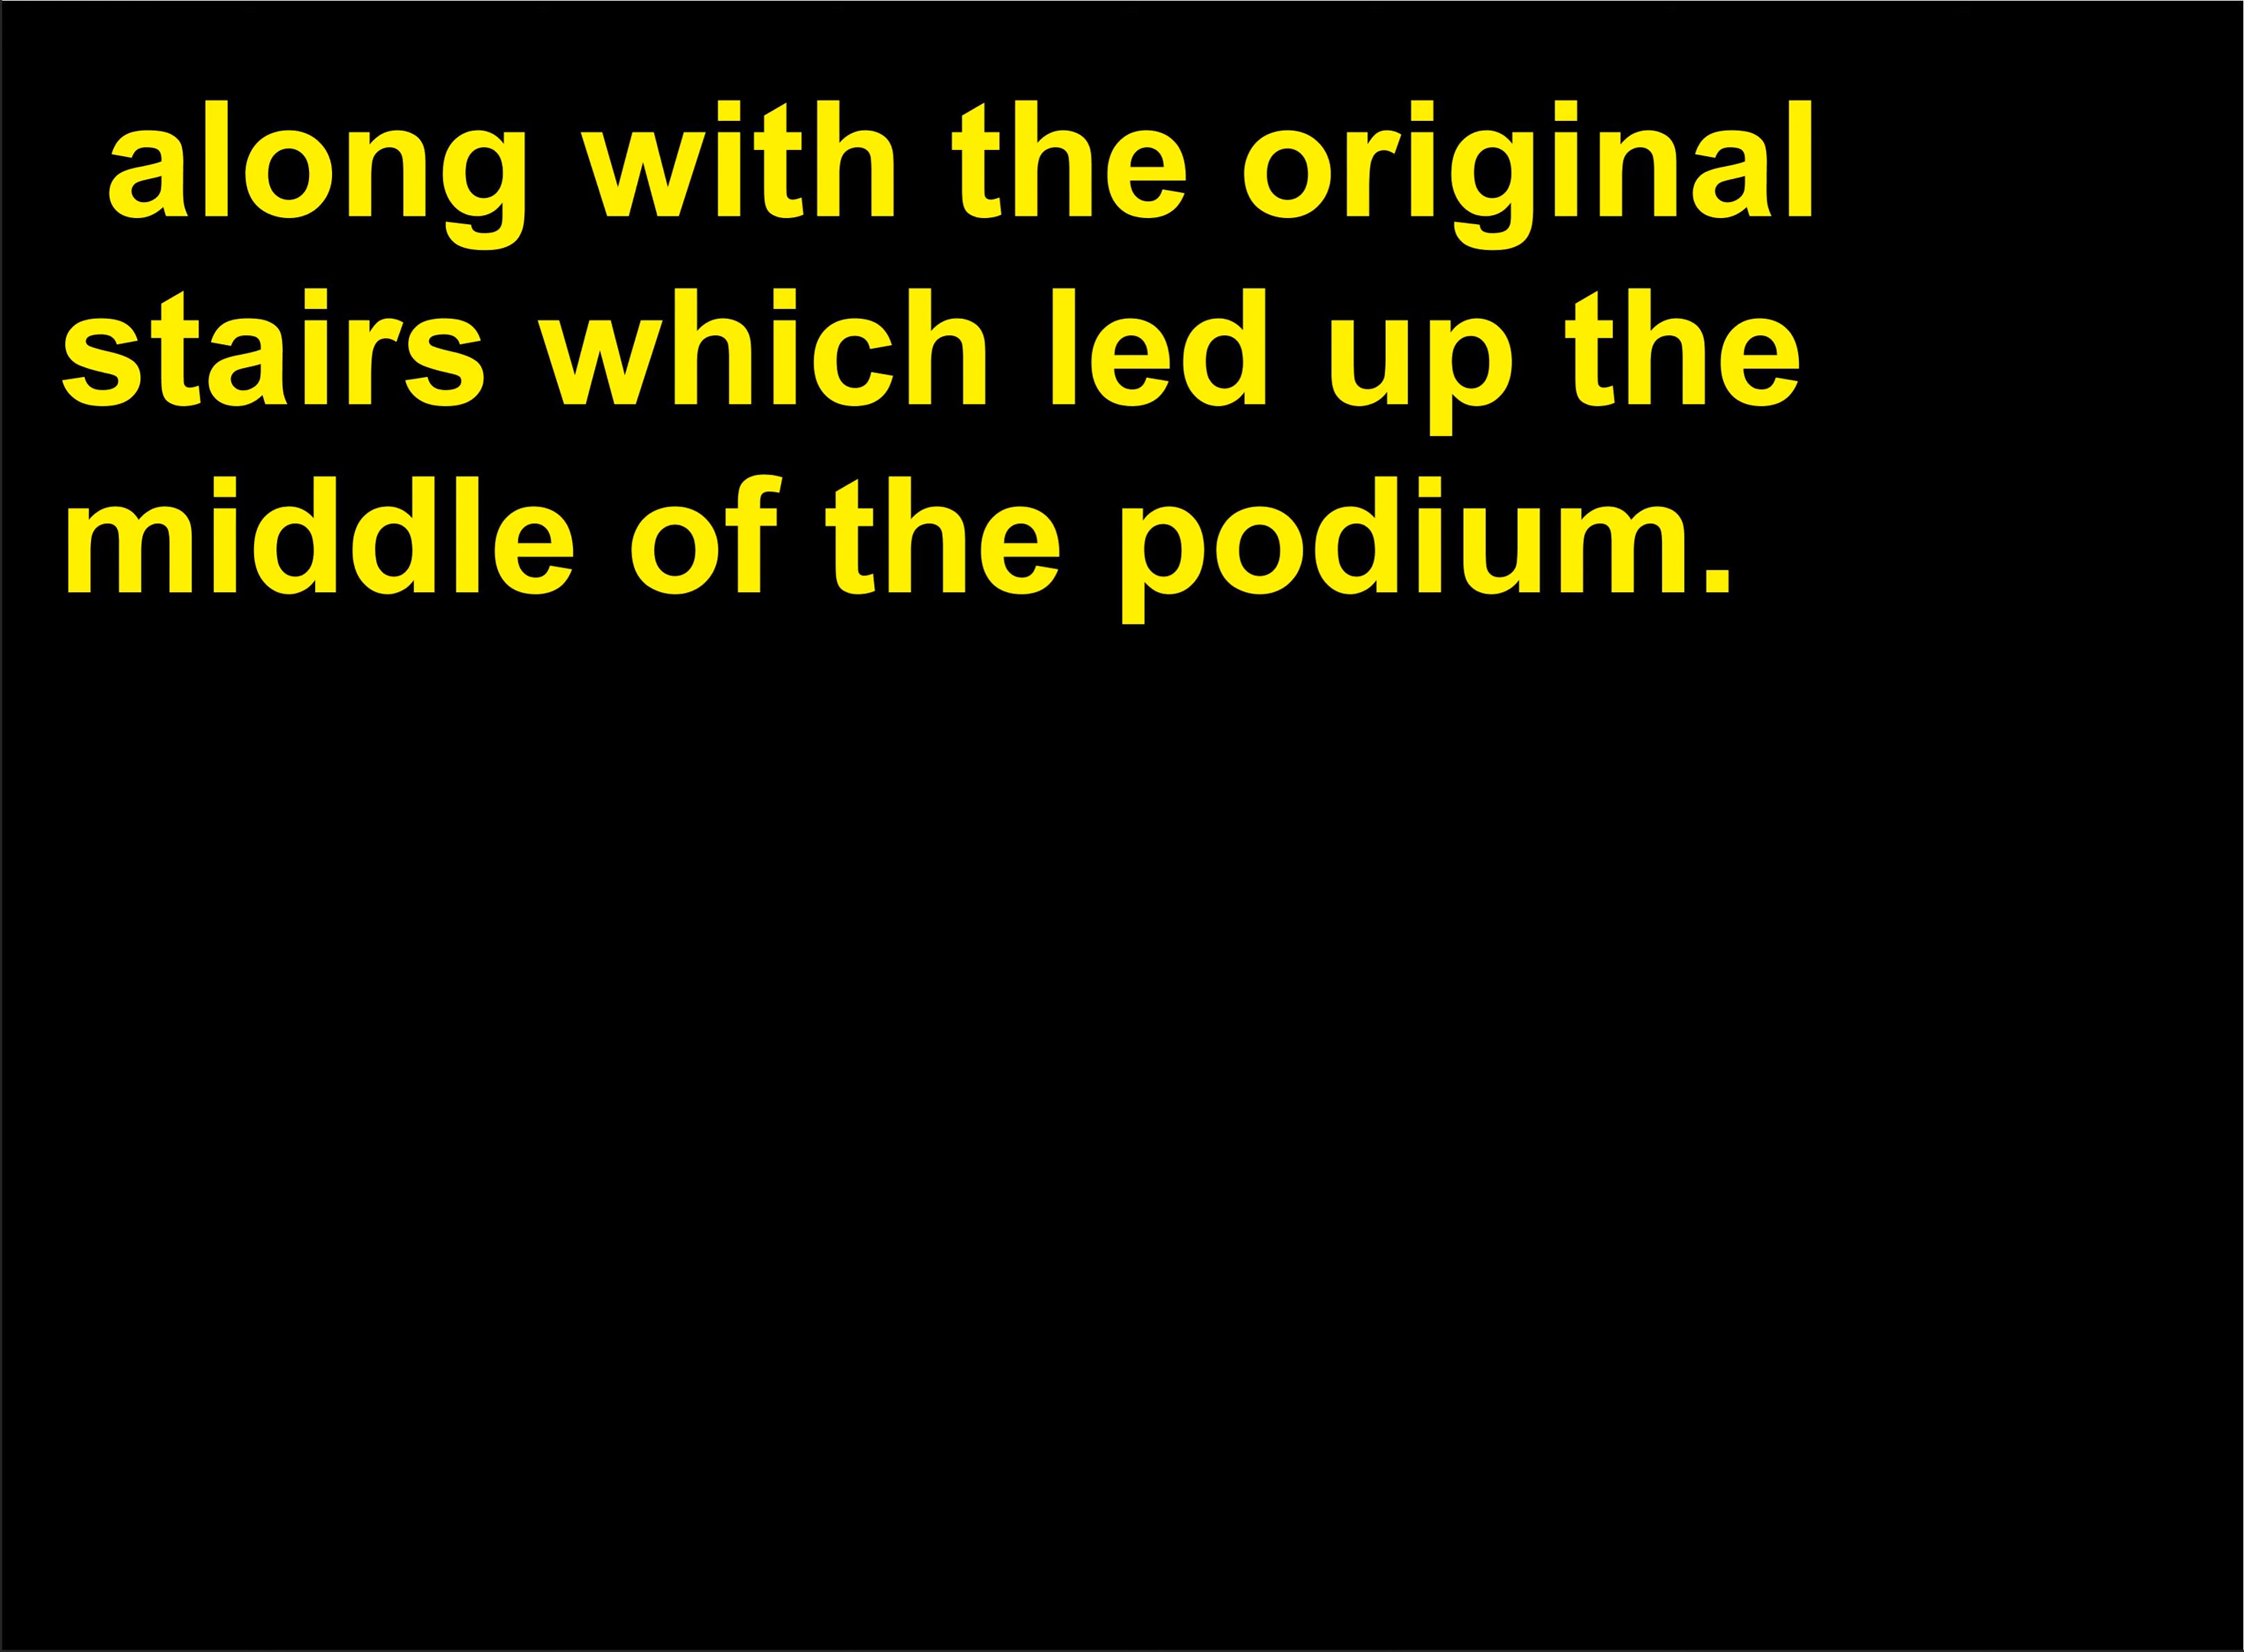 along with the original
stairs which led up the
middle of the podium.